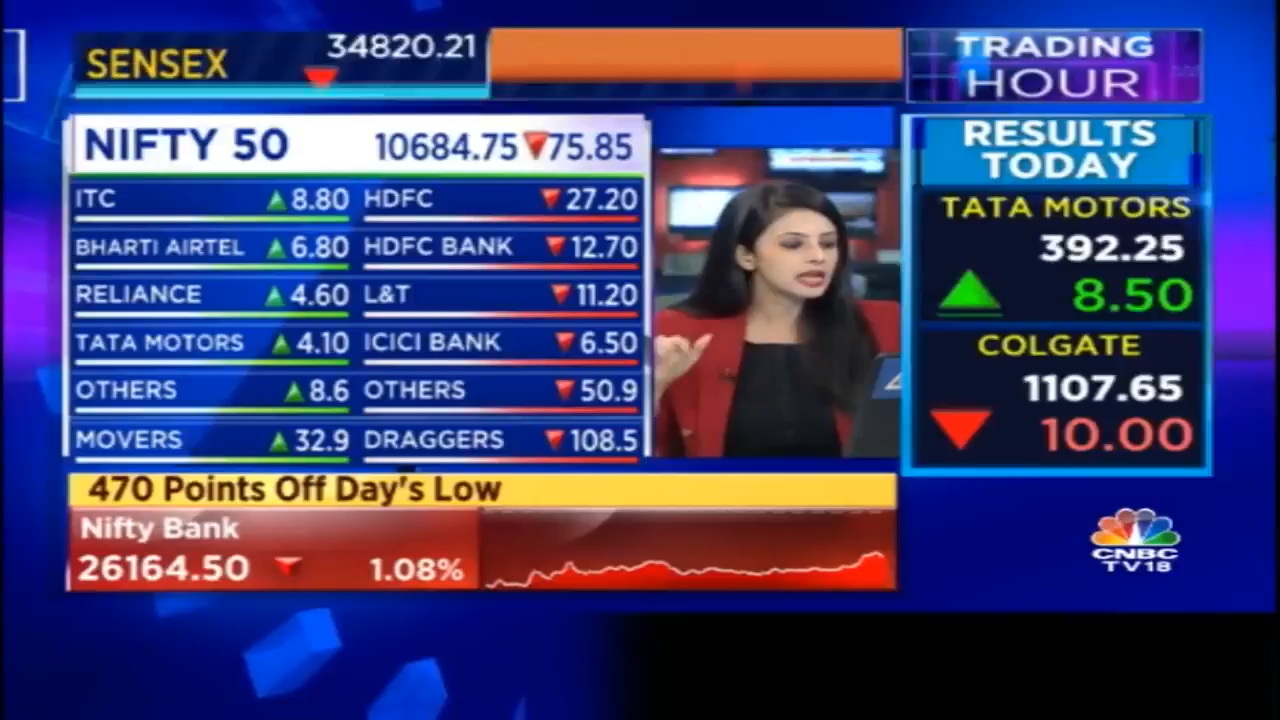 SENSEX 34820.21
TRADING
HOUR
NIFTY 50 10684.75 75.85
ITC 8.80 HDFC 27.20
BHARTI AIRTEL 6.80 HDFC BANK 12.70
RELIANCE 4.60 L&T 11.20
TATA MOTORS 4.10 ICICI BANK 6.50
OTHERS 8.6 OTHERS 50.9
MOVERS 32.9 DRAGGERS 108.5
RESULTS
TODAY
TATA MOTORS
392.25
8.50
COLGATE
1107.65
10.00
470 Points Off Day's Low
Nifty Bank
26164.50 1.08%
CNBC
TV18